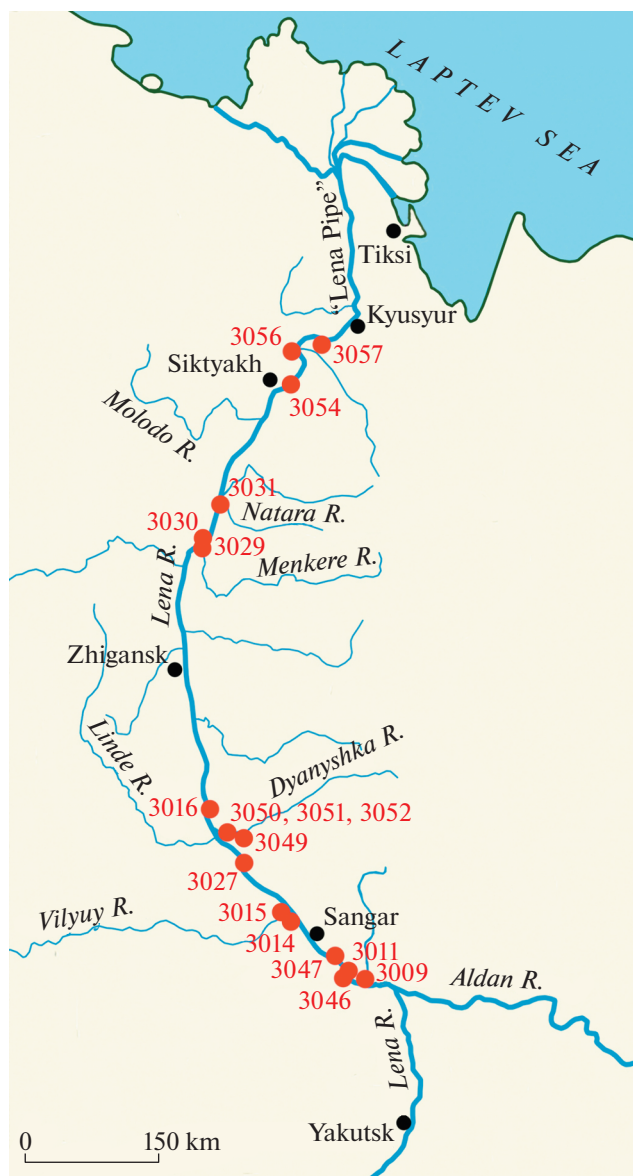 LAPTEV SEA
"Lena Pipe"
Tiksi
Kyusyur
3056
3057
Siktyakh
3054
Molodo R.
3031
Natara R.
3030
3029
Menkere R.
Lena R.
Zhigansk
Linde R.
Dyanyshka R.
3016
3050, 3051, 3052
3049
3027
Vilyuy R.
3015
Sangar
3014
3011
3047
3009
3046
Aldan R.
Lena R.
Yakutsk
0 150 km